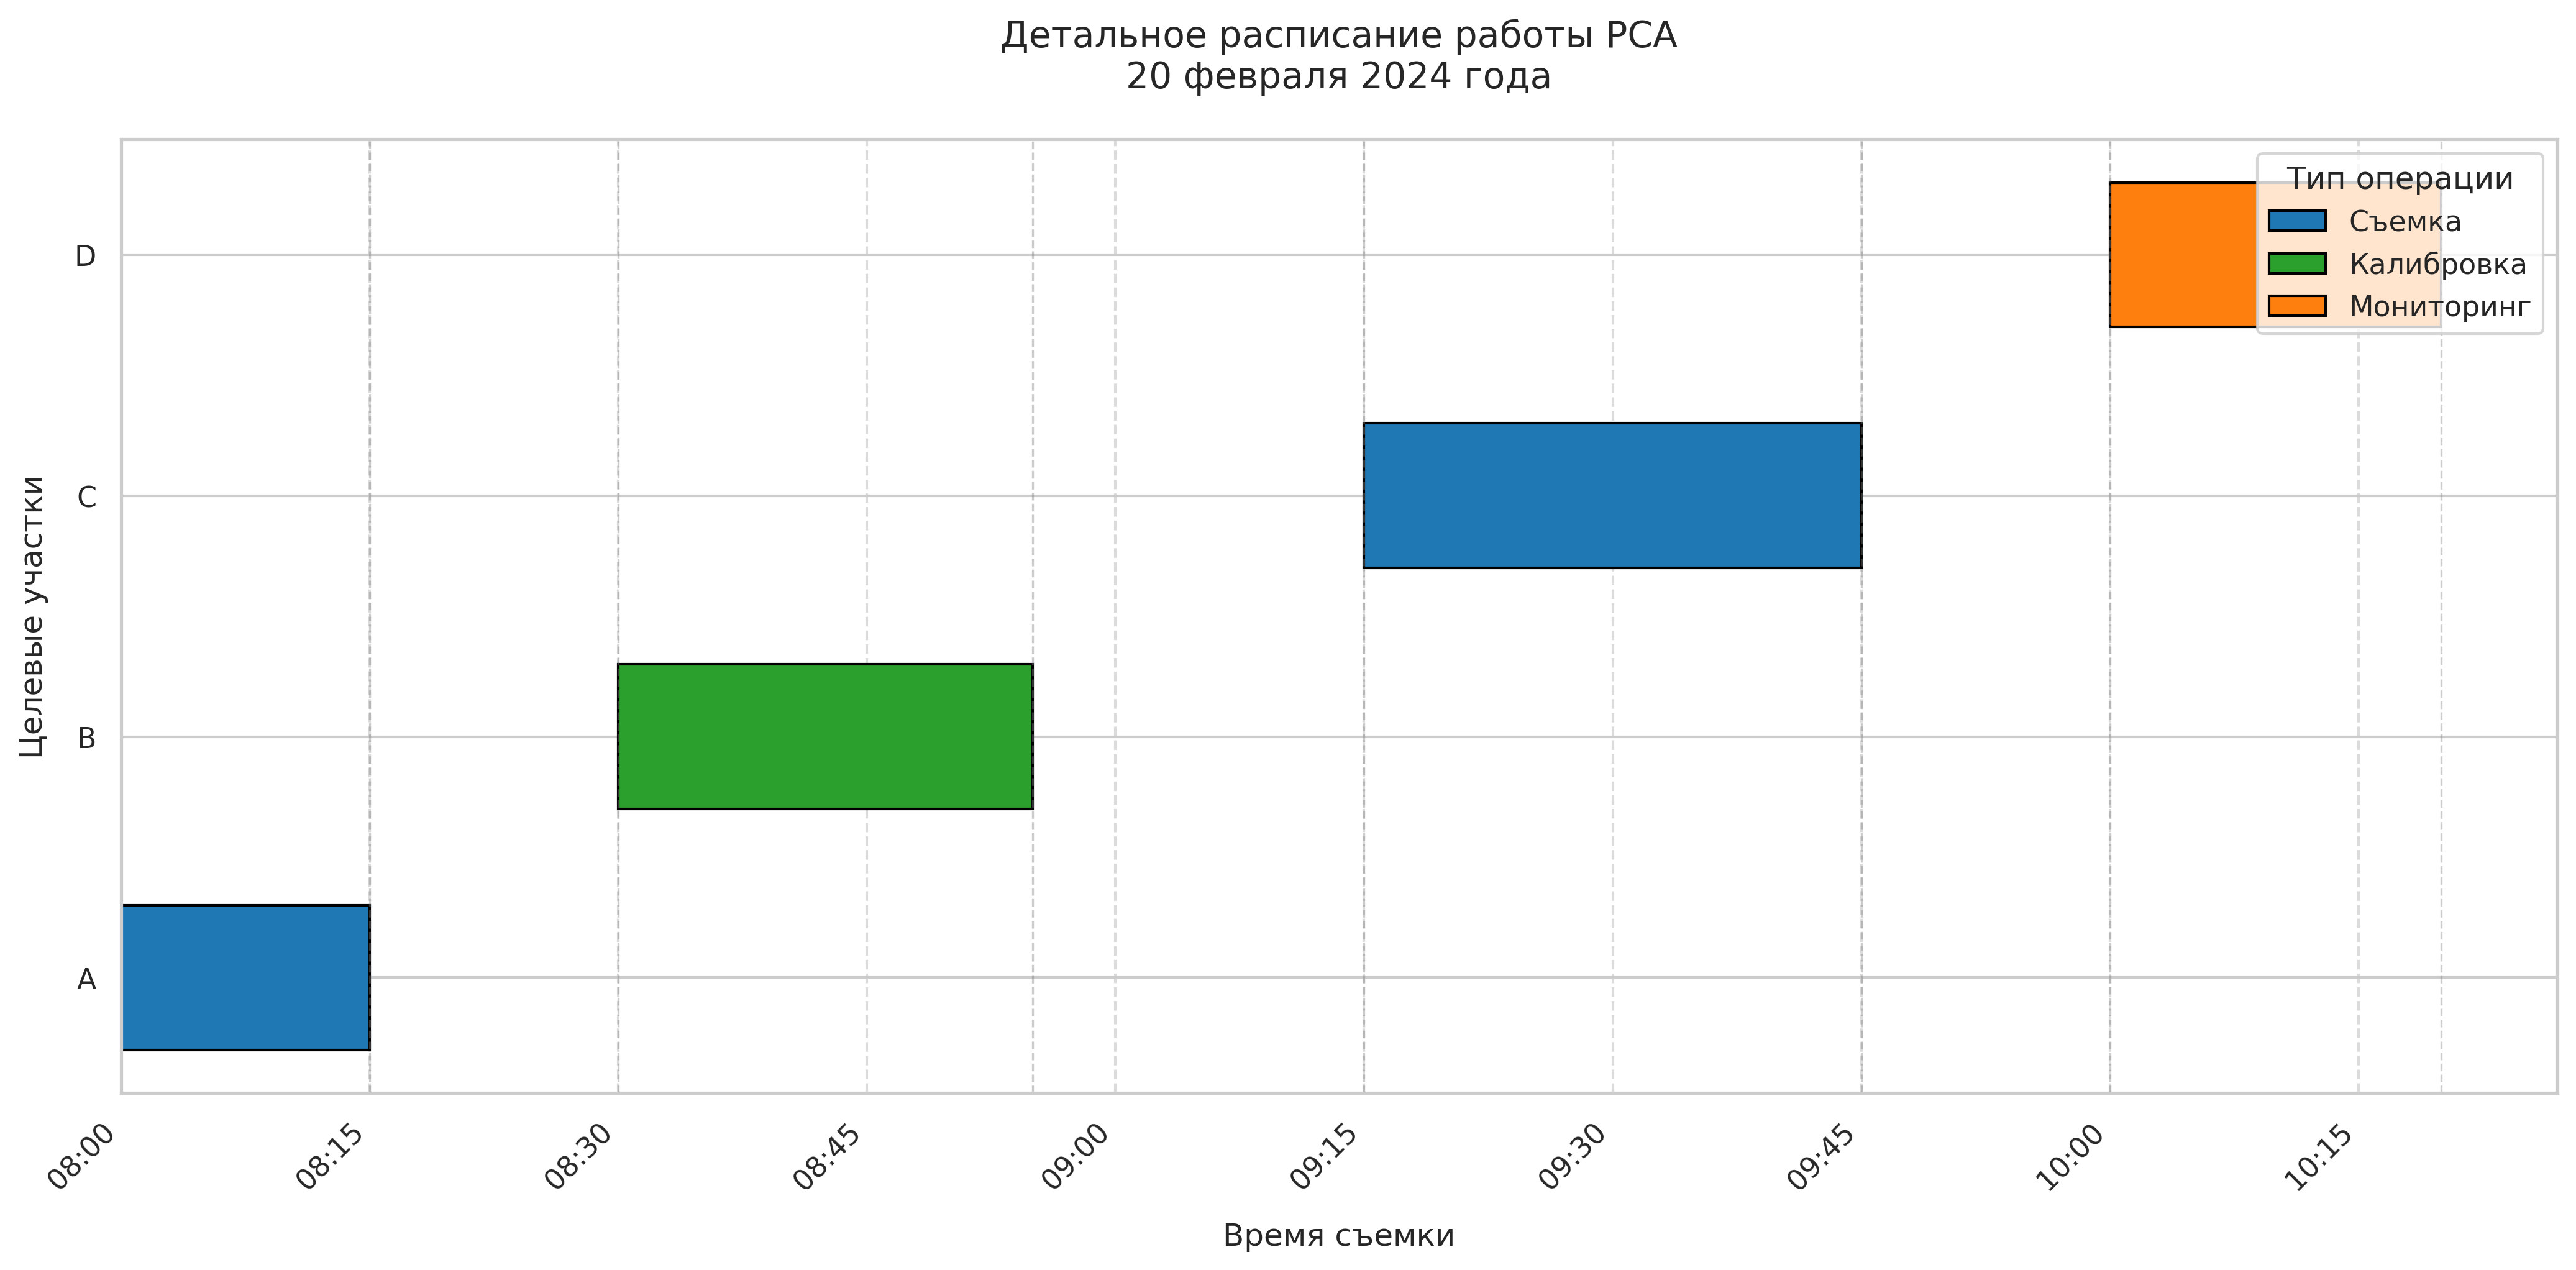 Детальное расписание работы РСА
20 февраля 2024 года
Тип операции
Съемка
Калибровка
Мониторинг
Целевые участки
D
C
B
A
08:00
08:15
08:30
08:45
09:00
09:15
09:30
09:45
10:00
10:15
Время съемки